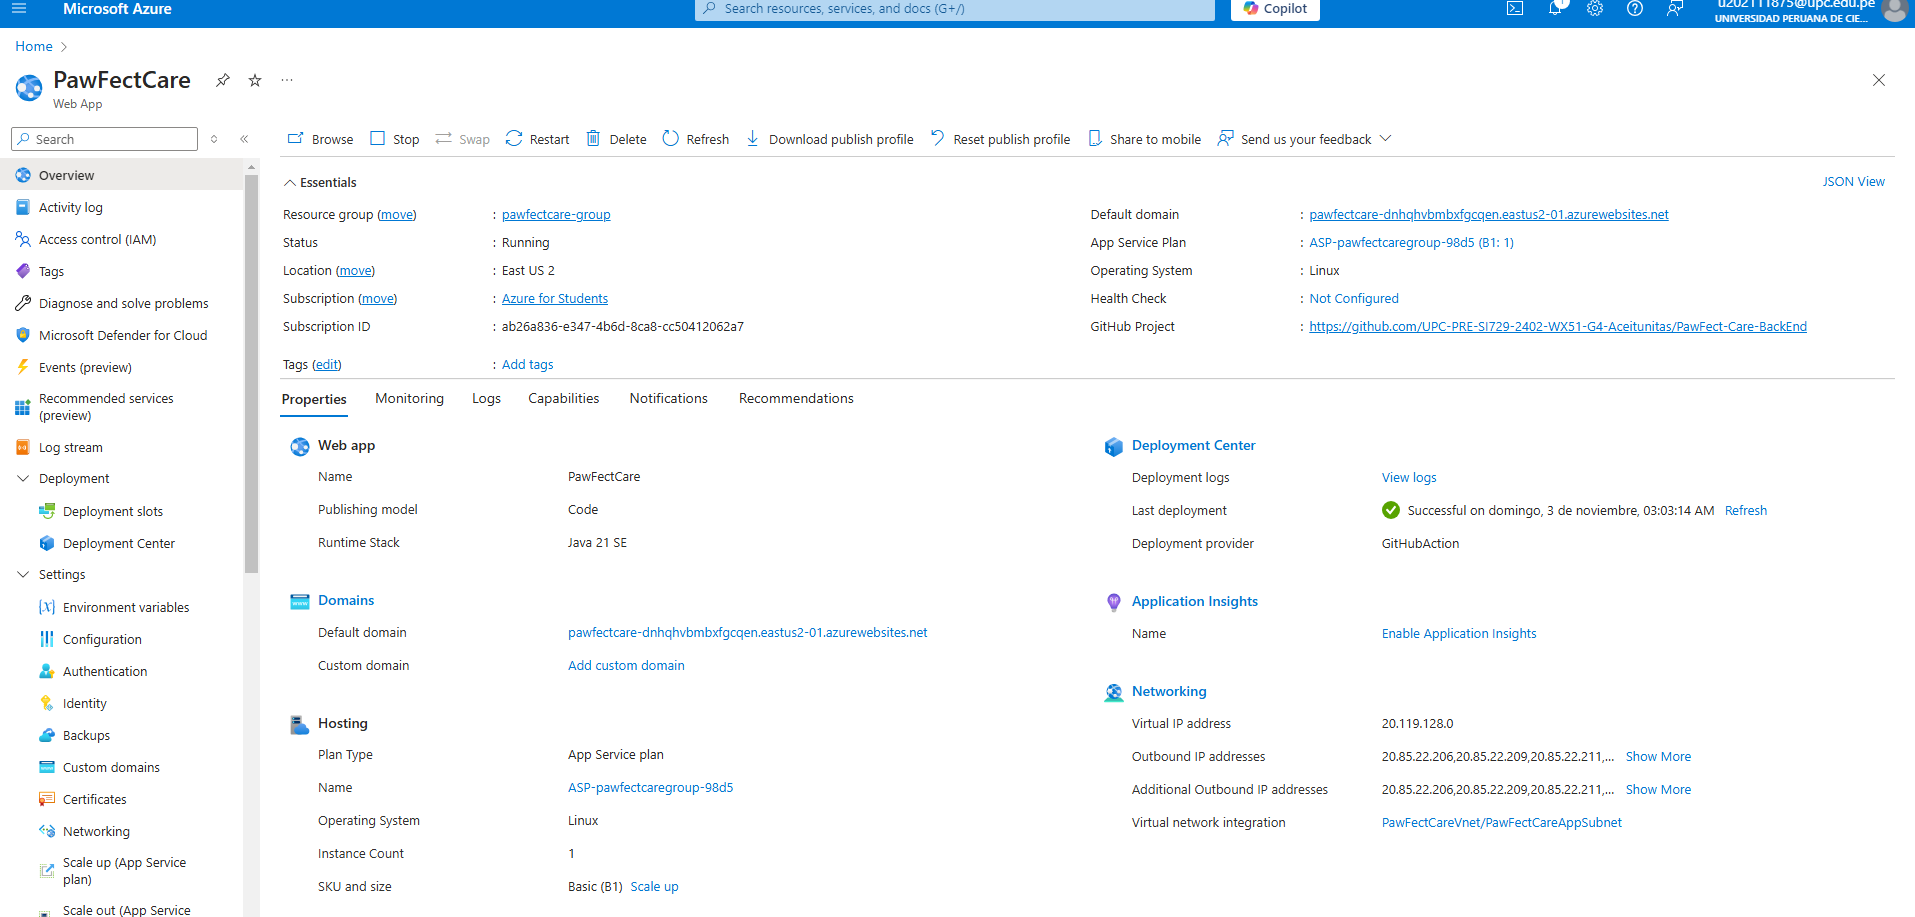 Microsoft Azure
Search resources, services, and docs (G+/)
Copilot
1
u202111875@upc.edu.pe
UNIVERSIDAD PERUANA DE CIE...
Home
PawFectCare
Web App
Search
Browse
Stop
Swap
Restart
Delete
Refresh
Download publish profile
Reset publish profile
Share to mobile
Send us your feedback
Overview
Activity log
Access control (IAM)
Tags
Diagnose and solve problems
Microsoft Defender for Cloud
Events (preview)
Recommended services
(preview)
Log stream
Deployment
Deployment slots
Deployment Center
Settings
Environment variables
Configuration
Authentication
Identity
Backups
Custom domains
Certificates
Networking
Scale up (App Service
plan)
Scale out (App Service
Essentials
JSON View
Resource group (move) : pawfectcare-group
Status : Running
Location (move) : East US 2
Subscription (move) : Azure for Students
Subscription ID : ab26a836-e347-4b6d-8ca8-cc50412062a7
Tags (edit) : Add tags
Default domain : pawfectcare-dnhqhvbmbxfgcqen.eastus2-01.azurewebsites.net
App Service Plan : ASP-pawfectcaregroup-98d5 (B1: 1)
Operating System : Linux
Health Check : Not Configured
GitHub Project : https://github.com/UPC-PRE-SI729-2402-WX51-G4-Aceitunitas/PawFect-Care-BackEnd
Properties
Monitoring
Logs
Capabilities
Notifications
Recommendations
Web app
Name PawFectCare
Publishing model Code
Runtime Stack Java 21 SE
Domains
Default domain pawfectcare-dnhqhvbmbxfgcqen.eastus2-01.azurewebsites.net
Custom domain Add custom domain
Hosting
Plan Type App Service plan
Name ASP-pawfectcaregroup-98d5
Operating System Linux
Instance Count 1
SKU and size Basic (B1) Scale up
Deployment Center
Deployment logs View logs
Last deployment Successful on domingo, 3 de noviembre, 03:03:14 AM Refresh
Deployment provider GitHubAction
Application Insights
Name Enable Application Insights
Networking
Virtual IP address 20.119.128.0
Outbound IP addresses 20.85.22.206,20.85.22.209,20.85.22.211,... Show More
Additional Outbound IP addresses 20.85.22.206,20.85.22.209,20.85.22.211,... Show More
Virtual network integration PawFectCareVnet/PawFectCareAppSubnet